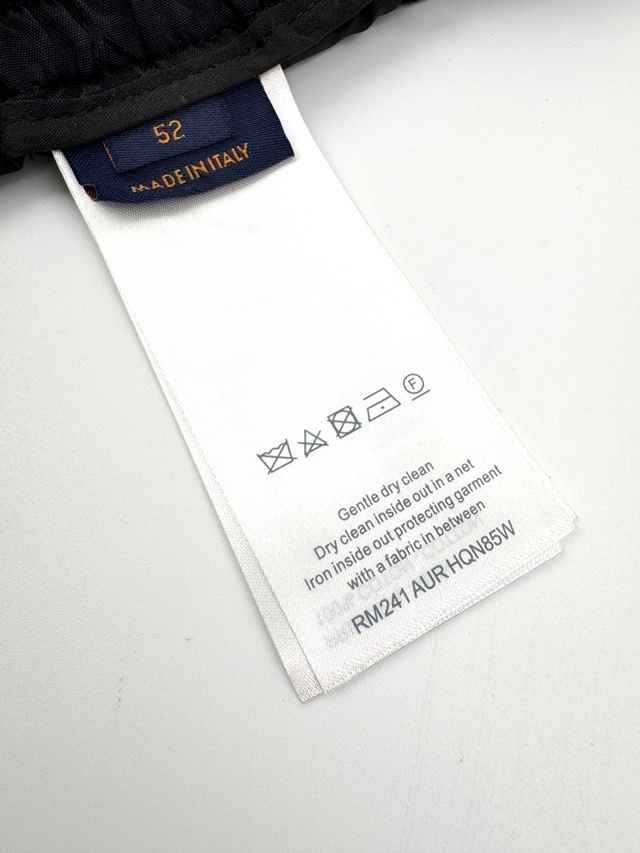 52
MADE IN ITALY
F
Gentle dry clean
Dry clean inside out in a net
Iron inside out protecting garment
with a fabric in between
RM241 AUR HQN85W